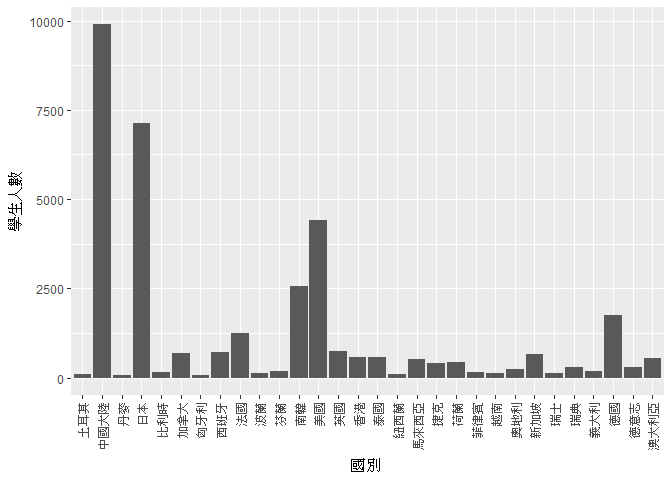 10000
7500
5000
2500
0
學生人數
土耳其
中國大陸
丹麥
日本
比利時
加拿大
匈牙利
西班牙
法國
波蘭
芬蘭
南韓
美國
英國
香港
泰國
紐西蘭
馬來西亞
捷克
荷蘭
菲律賓
越南
奧地利
新加坡
瑞士
瑞典
義大利
德國
德意志
澳大利亞
國別